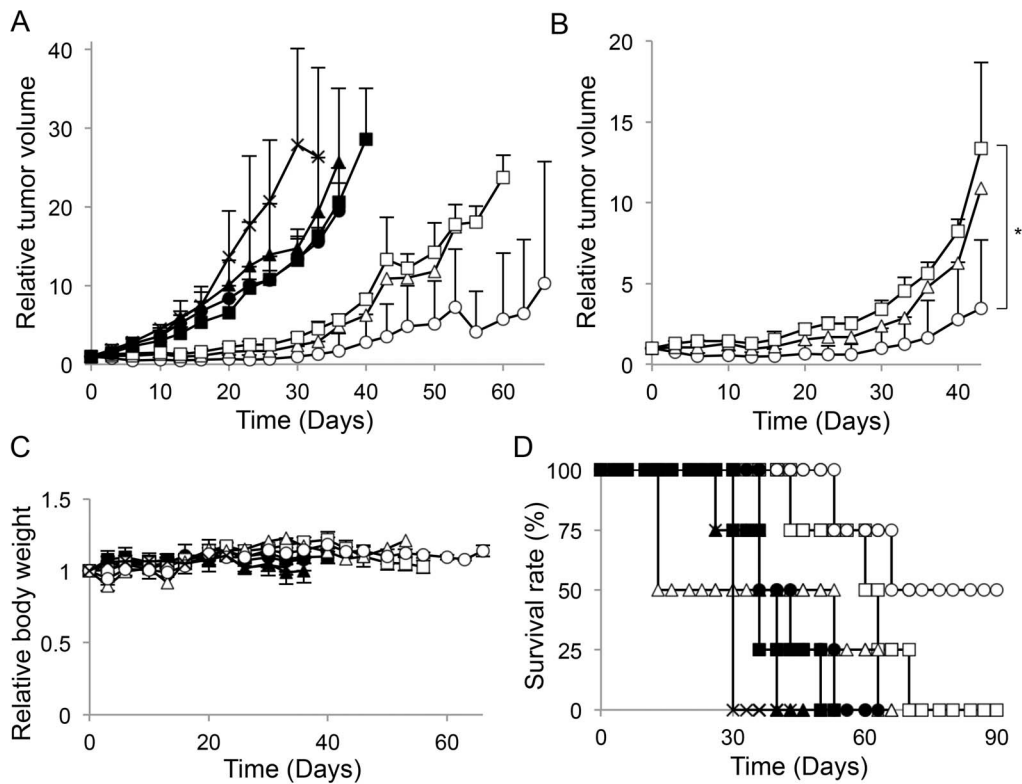 A
Relative tumor volume
40
30
20
10
0
0 10 20 30 40 50 60
Time (Days)
B
Relative tumor volume
20
15
10
5
0
0 10 20 30 40
Time (Days)
*
C
Relative body weight
1.5
1
0.5
0
0 20 40 60
Time (Days)
D
Survival rate (%)
100
75
50
25
0
0 30 60 90
Time (Days)